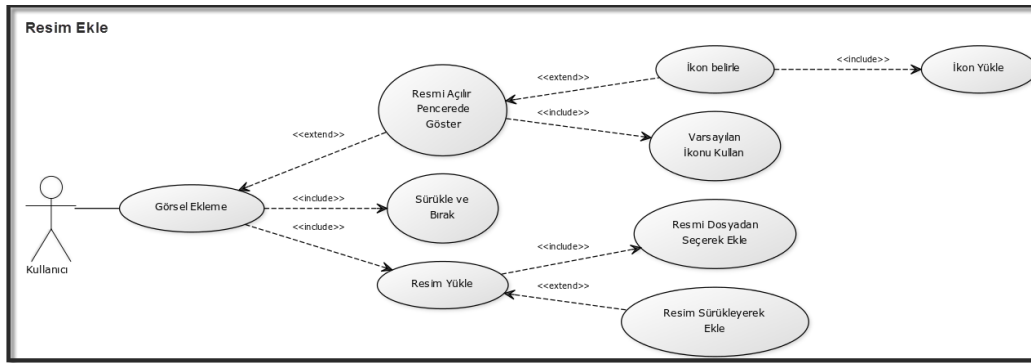 Resim Ekle
İkon belirle
<<include>>
İkon Yükle
<<extend>>
Resmi Açılır
Pencerede
Göster
<<include>>
Varsayılan
İkonu Kullan
<<extend>>
Görsel Ekleme
<<include>>
Sürükle ve
Bırak
<<include>>
Resmi Dosyadan
Seçerek Ekle
<<include>>
Kullanıcı
Resim Yükle
<<extend>>
Resim Sürükleyerek
Ekle